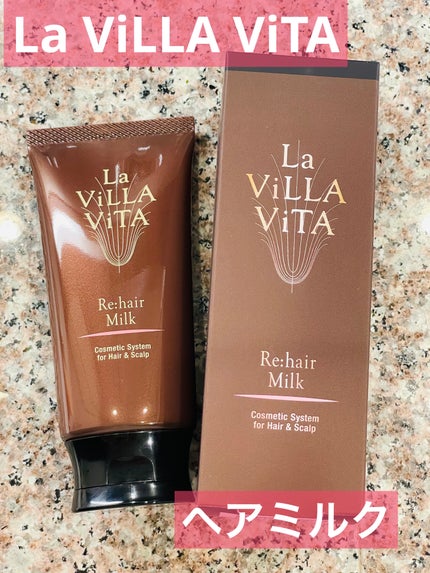 La ViLLA ViTA
La
ViLLA
ViTA
Re:hair
Milk
Cosmetic System
for Hair & Scalp
La
ViLLA
ViTA
Re:hair
Milk
Cosmetic System
for Hair & Scalp
ヘアミルク